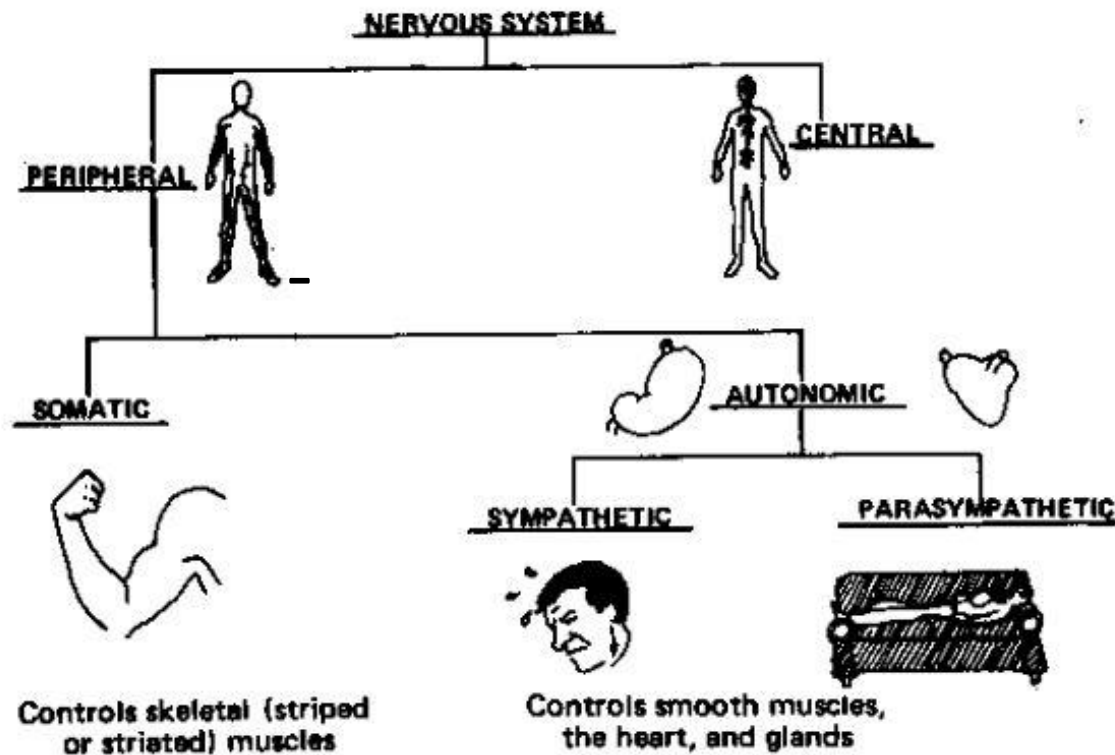 NERVOUS SYSTEM
CENTRAL
PERIPHERAL
SOMATIC
AUTONOMIC
SYMPATHETIC
PARASYMPATHETIC
Controls skeletal (striped
or striated) muscles
Controls smooth muscles,
the heart, and glands